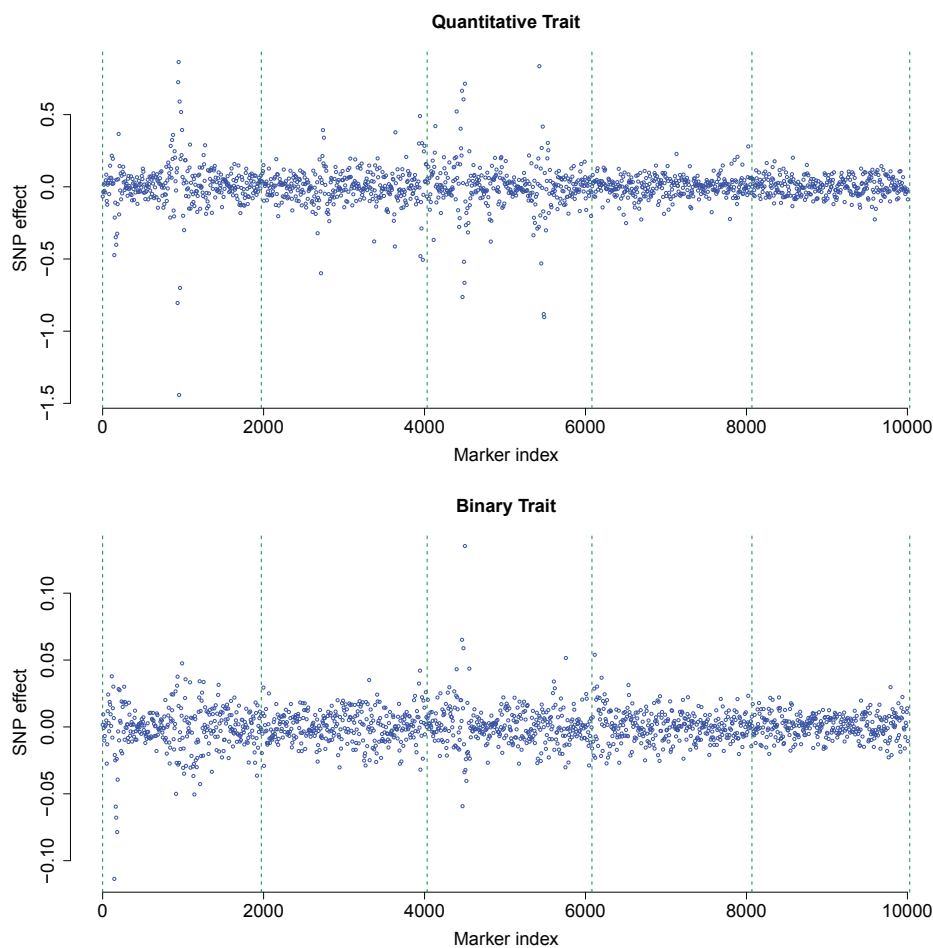 Quantitative Trait
0.5
0.0
−0.5
−1.0
−1.5
SNP effect
0 2000 4000 6000 8000 10000
Marker index
Binary Trait
0.10
0.05
0.00
−0.05
−0.10
SNP effect
0 2000 4000 6000 8000 10000
Marker index